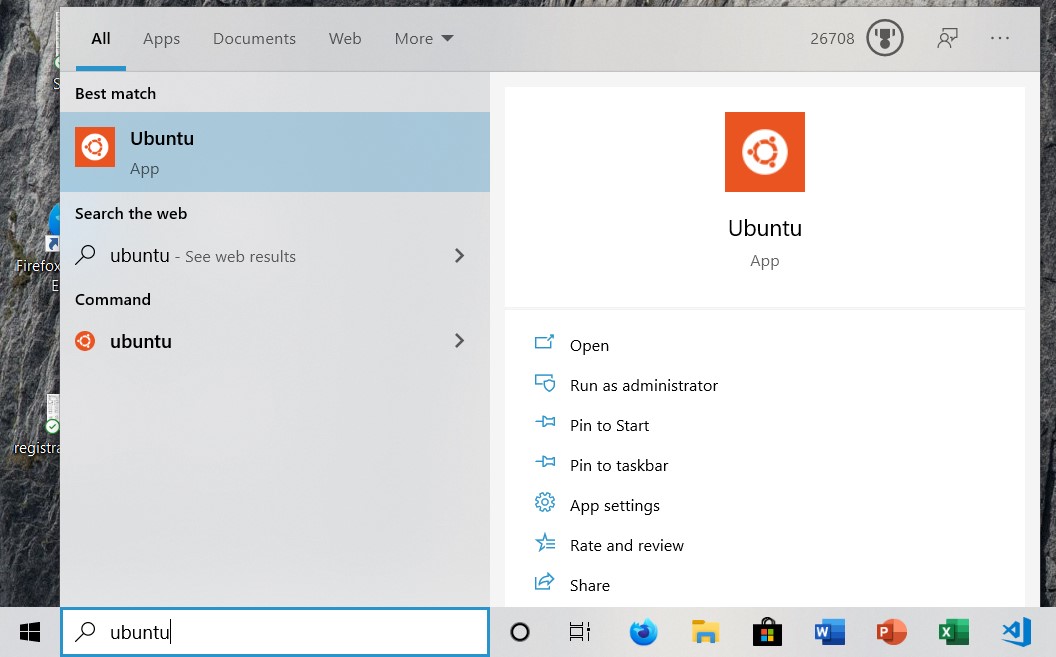 All Apps Documents Web More 26708
Best match
Ubuntu
App
Search the web
ubuntu - See web results
Command
ubuntu
Ubuntu
App
Open
Run as administrator
Pin to Start
Pin to taskbar
App settings
Rate and review
Share
Firefox
E
registra
ubuntu